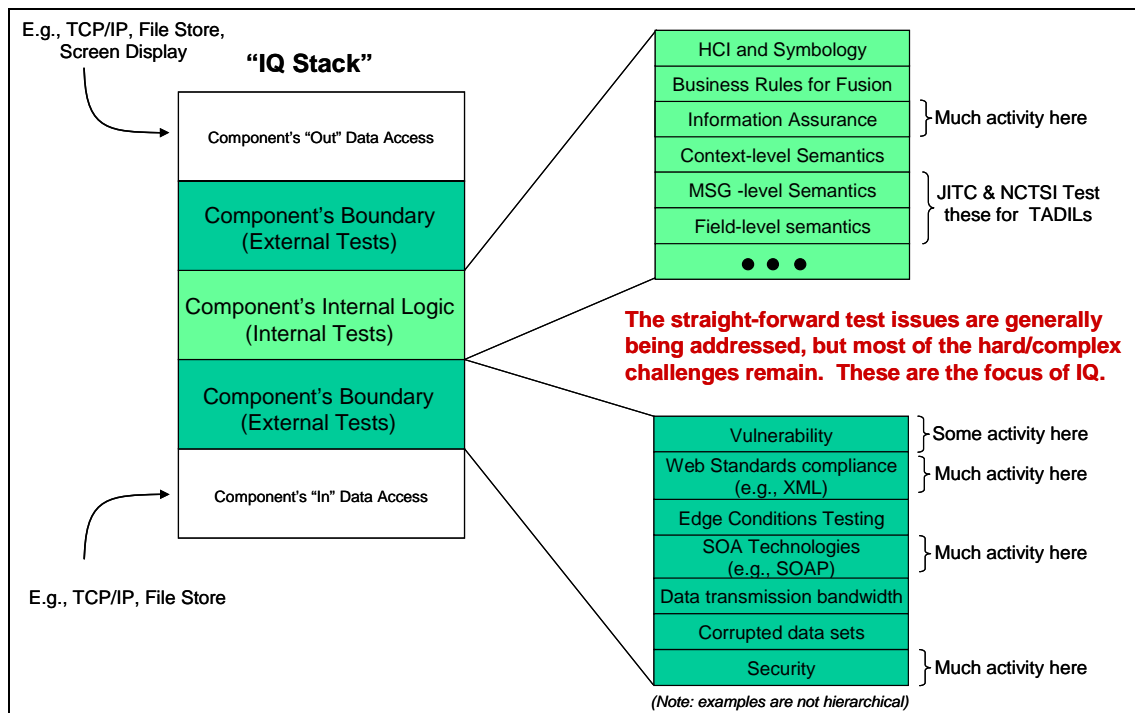 E.g., TCP/IP, File Store,
Screen Display
“IQ Stack”
Component's “Out” Data Access
Component's Boundary
(External Tests)
Component's Internal Logic
(Internal Tests)
Component's Boundary
(External Tests)
Component's “In” Data Access
E.g., TCP/IP, File Store
HCI and Symbology
Business Rules for Fusion
Information Assurance
Much activity here
Context-level Semantics
MSG -level Semantics
Field-level semantics
JITC & NCTSI Test
these for TADILs
● ● ●
The straight-forward test issues are generally
being addressed, but most of the hard/complex
challenges remain. These are the focus of IQ.
Vulnerability
Some activity here
Web Standards compliance
(e.g., XML)
Much activity here
Edge Conditions Testing
SOA Technologies
(e.g., SOAP)
Much activity here
Data transmission bandwidth
Corrupted data sets
Security
Much activity here
(Note: examples are not hierarchical)